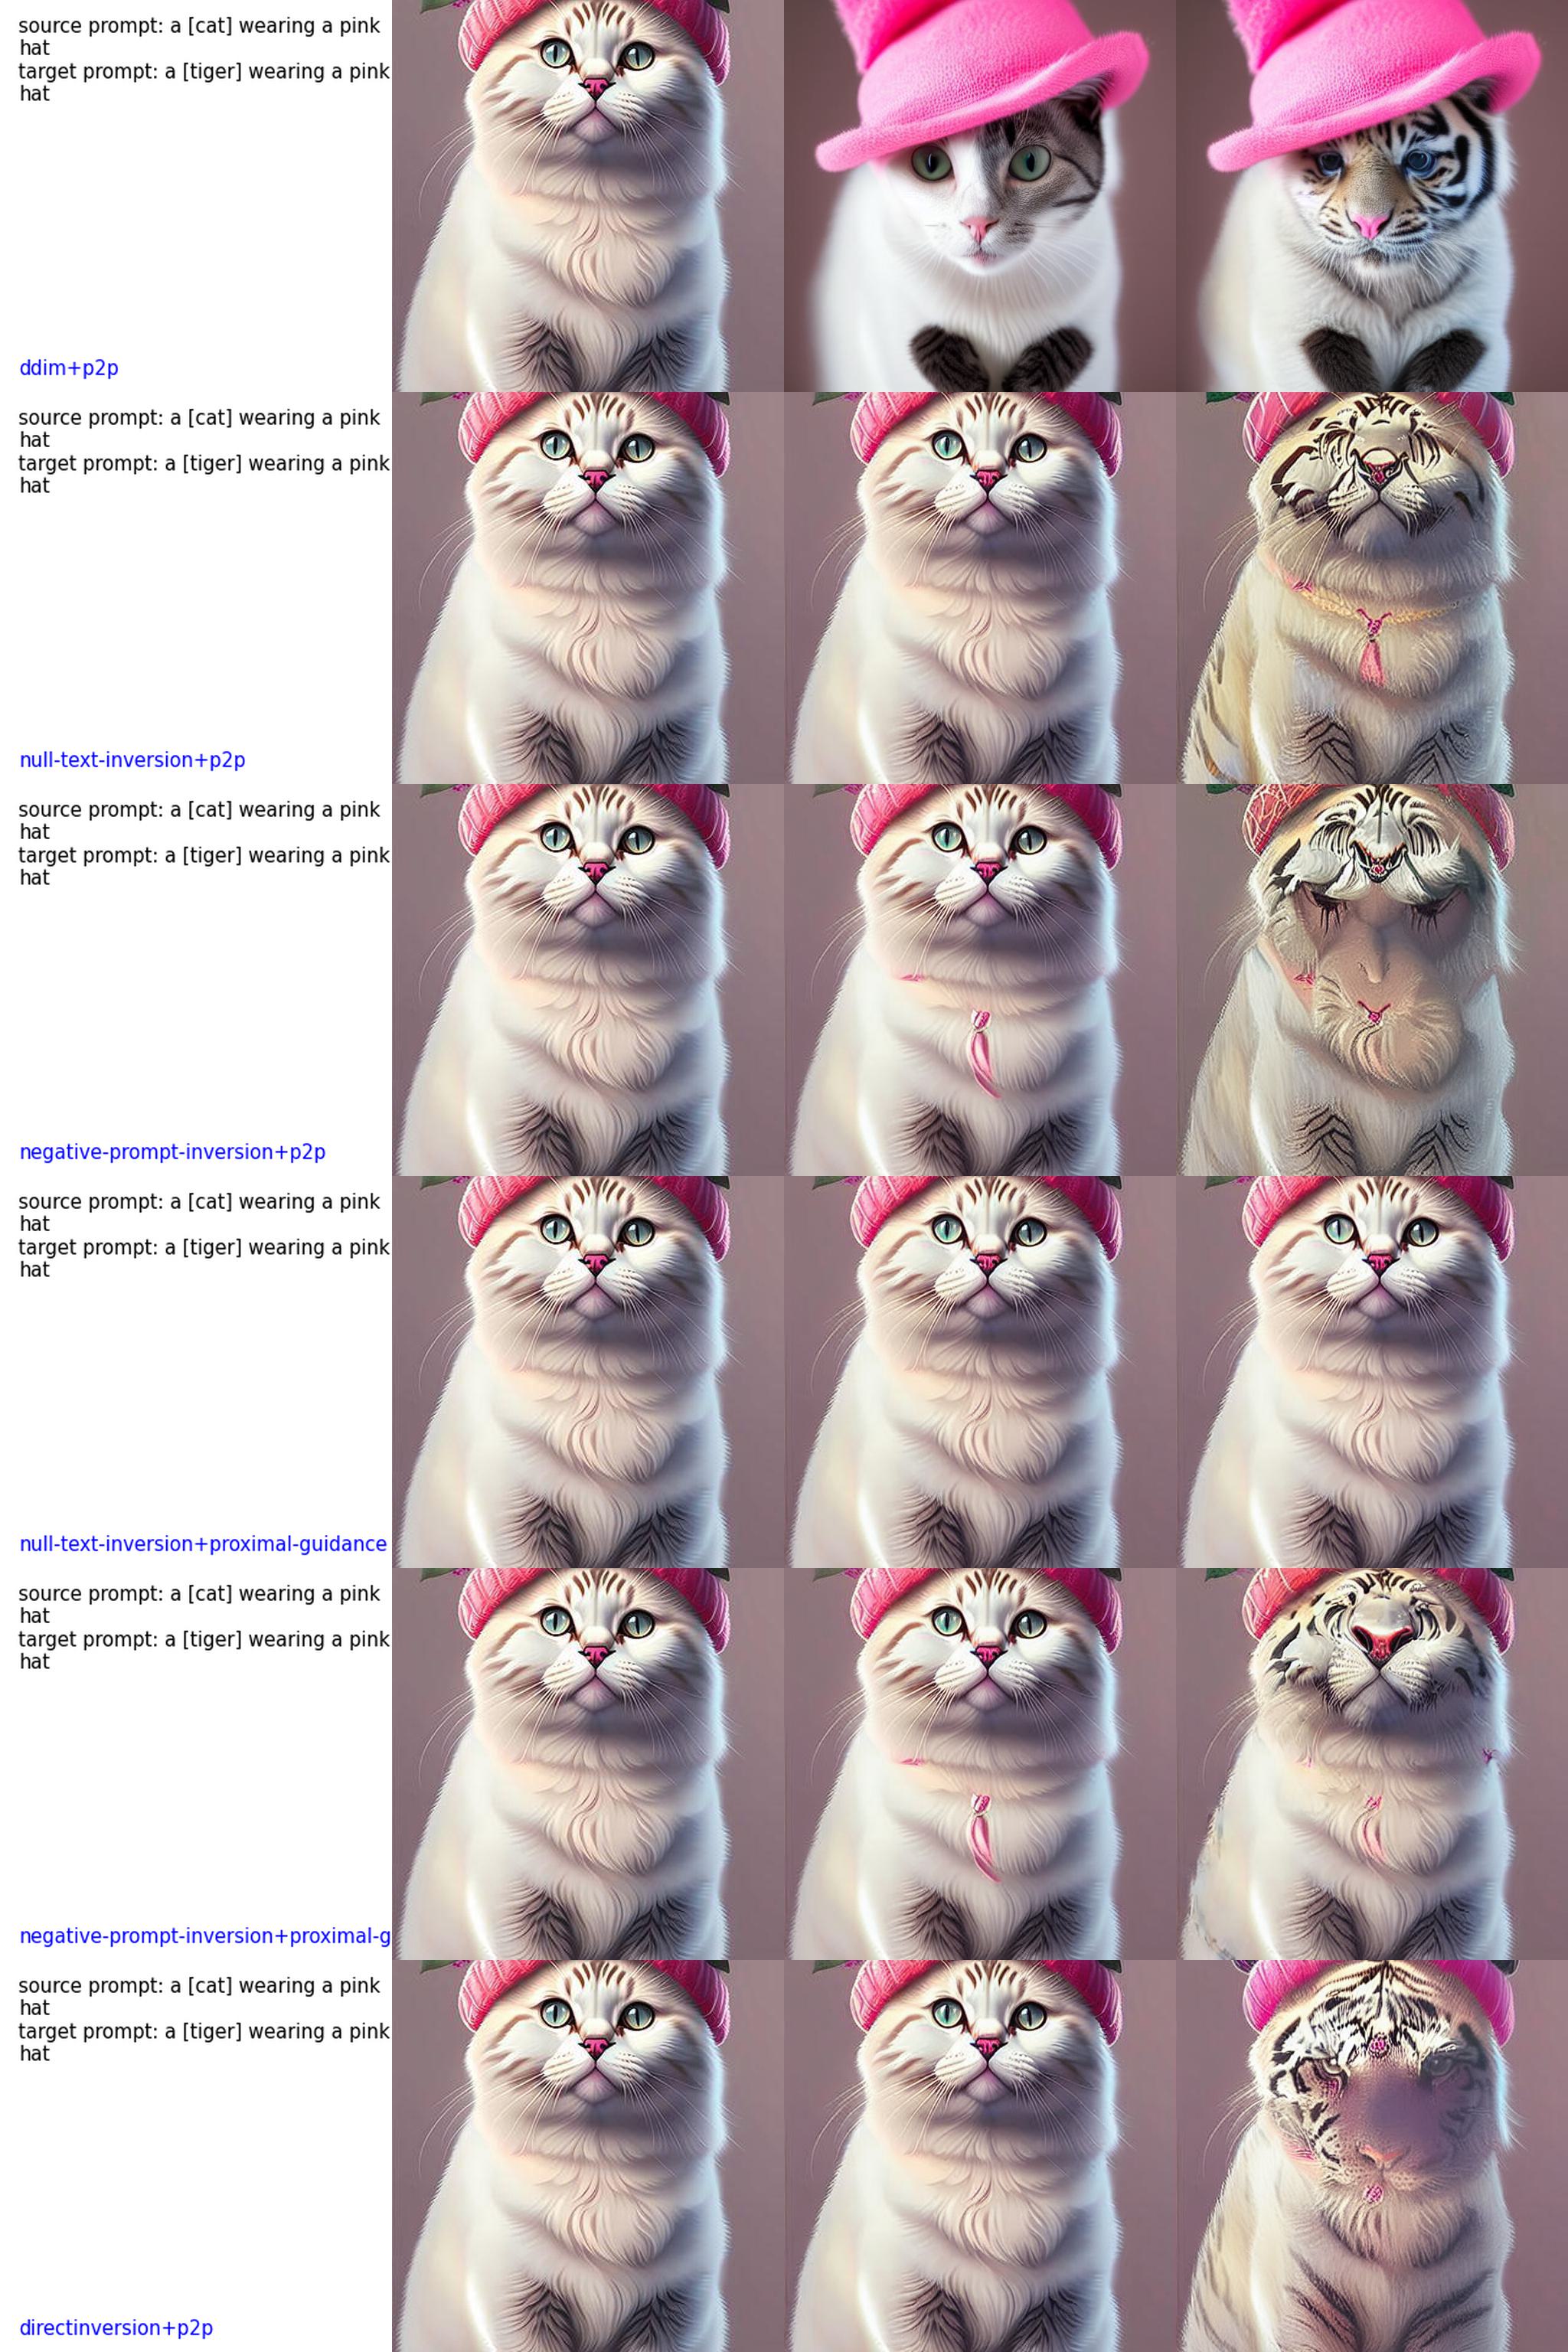 source prompt: a [cat] wearing a pink
hat
target prompt: a [tiger] wearing a pink
hat
ddim+p2p
source prompt: a [cat] wearing a pink
hat
target prompt: a [tiger] wearing a pink
hat
null-text-inversion+p2p
source prompt: a [cat] wearing a pink
hat
target prompt: a [tiger] wearing a pink
hat
negative-prompt-inversion+p2p
source prompt: a [cat] wearing a pink
hat
target prompt: a [tiger] wearing a pink
hat
null-text-inversion+proximal-guidance
source prompt: a [cat] wearing a pink
hat
target prompt: a [tiger] wearing a pink
hat
negative-prompt-inversion+proximal-g
source prompt: a [cat] wearing a pink
hat
target prompt: a [tiger] wearing a pink
hat
directinversion+p2p